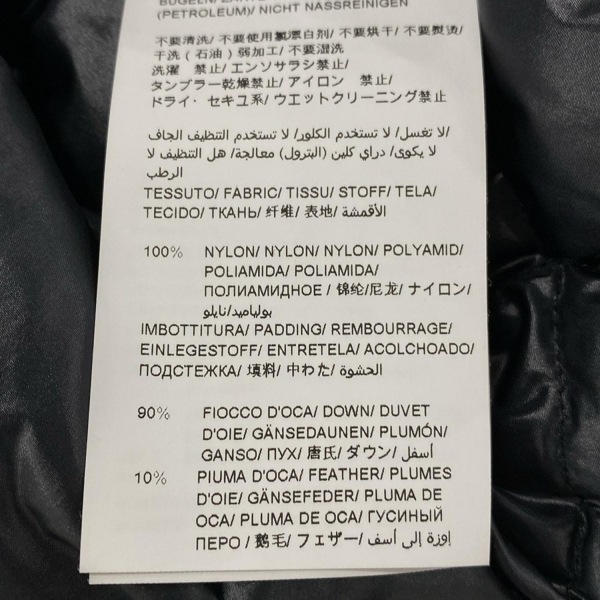 BÜGELN/
(PETROLEUM)/ NICHT NASSREINIGEN
不要清洗/ 不要使用氯漂白剂/ 不要烘干/ 不要熨烫/
干洗 ( 石油 ) 弱加工/ 不要湿洗
洗濯 禁止/ エンソサラシ禁止/
タンブラー乾燥禁止/ アイロン 禁止/
ドライ・セキユ系/ ウエットクリーニング禁止
لا تغسل/ لا تستخدم الكلور/ لا تستخدم التنظيف الجاف/
لا يكوى/ دراي كلين (البترول) معالجة/ هل التنظيف لا
الرطب
TESSUTO/ FABRIC/ TISSU/ STOFF/ TELA/
TECIDO/ ТКАНЬ/ 纤维/ 表地/ الأقمشة/
100% NYLON/ NYLON/ NYLON/ POLYAMID/
POLIAMIDA/ POLIAMIDA/
ПОЛИАМИДНОЕ / 锦纶/尼龙/ ナイロン/
بولياميد/نايلو
IMBOTTITURA/ PADDING/ REMBOURRAGE/
EINLEGESTOFF/ ENTRETELA/ ACOLCHOADO/
ПОДСТЕЖКА/ 填料/ 中わた/ الحشوة/
90% FIOCCO D'OCA/ DOWN/ DUVET
D'OIE/ GÄNSEDAUNEN/ PLUMÓN/
GANSO/ ПУХ/ 唐氏/ ダウン/ أسفل/
10% PIUMA D'OCA/ FEATHER/ PLUMES
D'OIE/ GÄNSEFEDER/ PLUMA DE
OCA/ PLUMA DE OCA/ ГУСИНЫЙ
ПЕРО / 鹅毛/ フェザー/ إوزة إلى أسف/